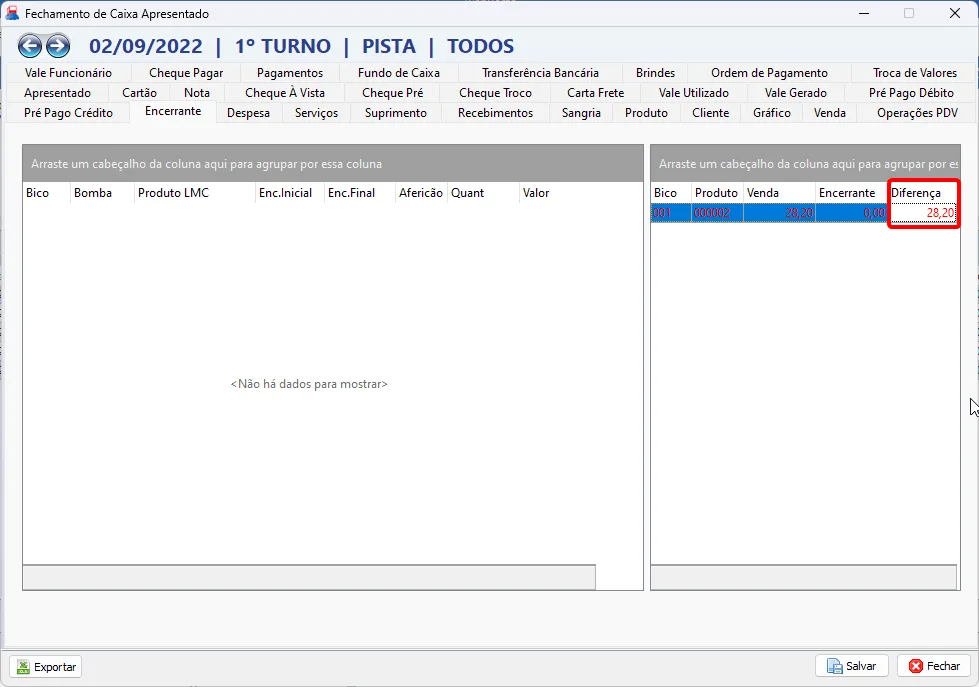 Fechamento de Caixa Apresentado
02/09/2022 | 1º TURNO | PISTA | TODOS
Vale Funcionário Cheque Pagar Pagamentos Fundo de Caixa Transferência Bancária Brindes Ordem de Pagamento Troca de Valores
Apresentado Cartão Nota Cheque À Vista Cheque Pré Cheque Troco Carta Frete Vale Utilizado Vale Gerado Pré Pago Débito
Pré Pago Crédito Encerrante Despesa Serviços Suprimento Recebimentos Sangria Produto Cliente Gráfico Venda Operações PDV
Arraste um cabeçalho da coluna aqui para agrupar por essa coluna
Bico Bomba Produto LMC Enc.Inicial Enc.Final Afericão Quant Valor
<Não há dados para mostrar>
Arraste um cabeçalho da coluna aqui para agrupar por es
Bico Produto Venda Encerrante Diferença
001 000002 28,20 0,00 28,20
Exportar Salvar Fechar